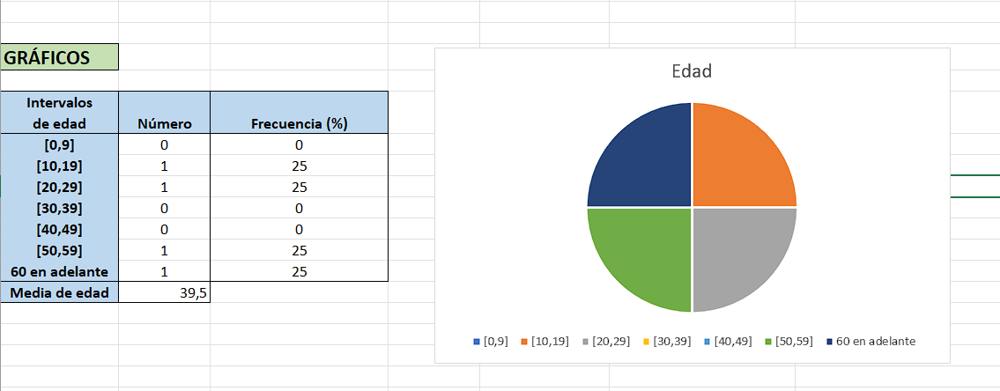 GRÁFICOS
Intervalos
de edad Número Frecuencia (%)
[0,9] 0 0
[10,19] 1 25
[20,29] 1 25
[30,39] 0 0
[40,49] 0 0
[50,59] 1 25
60 en adelante 1 25
Media de edad 39,5
Edad
[0,9] [10,19] [20,29] [30,39] [40,49] [50,59] 60 en adelante